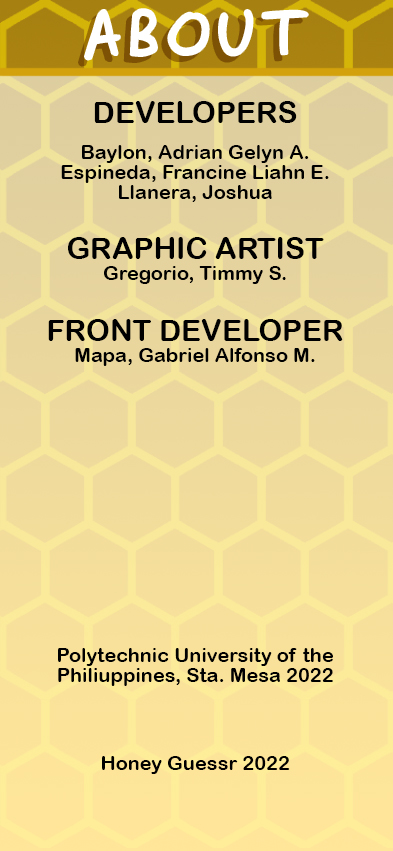 ABOUT
DEVELOPERS
Baylon, Adrian Gelyn A.
Espineda, Francine Liahn E.
Llanera, Joshua
GRAPHIC ARTIST
Gregorio, Timmy S.
FRONT DEVELOPER
Mapa, Gabriel Alfonso M.
Polytechnic University of the
Philiuppines, Sta. Mesa 2022
Honey Guessr 2022